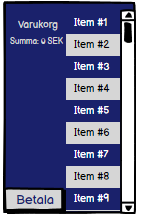 Varukorg
Summa: 0 SEK
Item #1
Item #2
Item #3
Item #4
Item #5
Item #6
Item #7
Item #8
Item #9
Betala